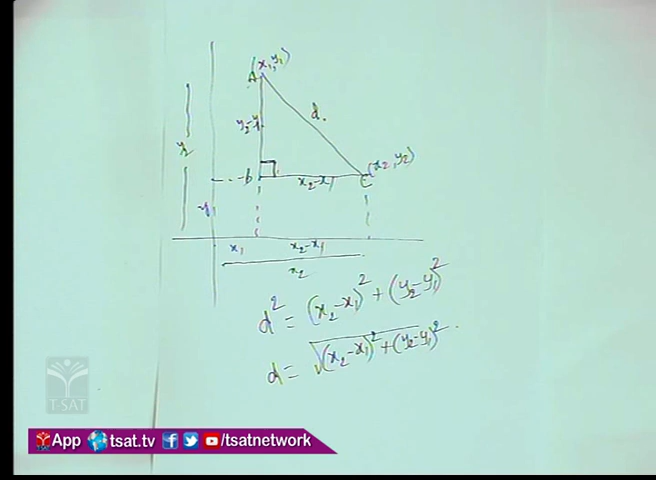 A(x₁,y₁)
y₂-y₁
d.
(x₂,y₂)
y₂
b
x₂-x₁
C
y₁
x₁
x₂-x₁
x₂
d² = (x₂-x₁)² + (y₂-y₁)²
d = √(x₂-x₁)² + (y₂-y₁)²
T-SAT
App tsat.tv /tsatnetwork